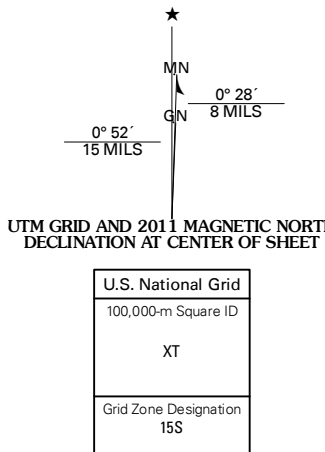 MN
0° 28´
8 MILS
GN
0° 52´
15 MILS
UTM GRID AND 2011 MAGNETIC NORT
DECLINATION AT CENTER OF SHEET
U.S. National Grid
100,000-m Square ID
XT
Grid Zone Designation
15S